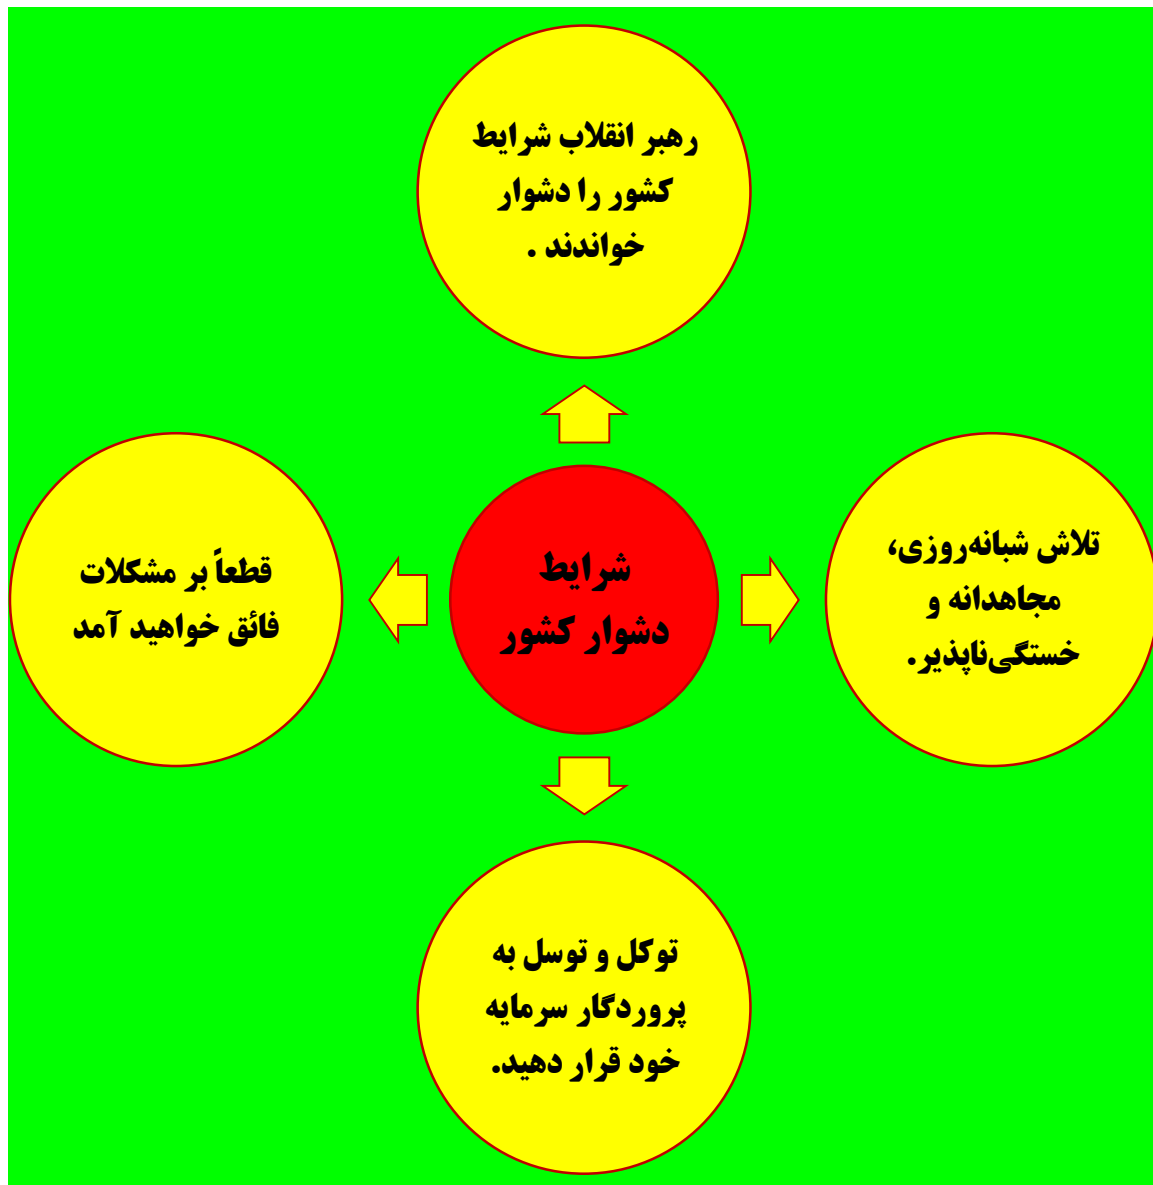 رهبر انقلاب شرایط
کشور را دشوار
خواندند .
شرایط
دشوار کشور
تلاش شبانه‌روزی،
مجاهدانه و
خستگی‌ناپذیر.
توکل و توسل به
پروردگار سرمایه
خود قرار دهید.
قطعاً بر مشکلات
فائق خواهید آمد